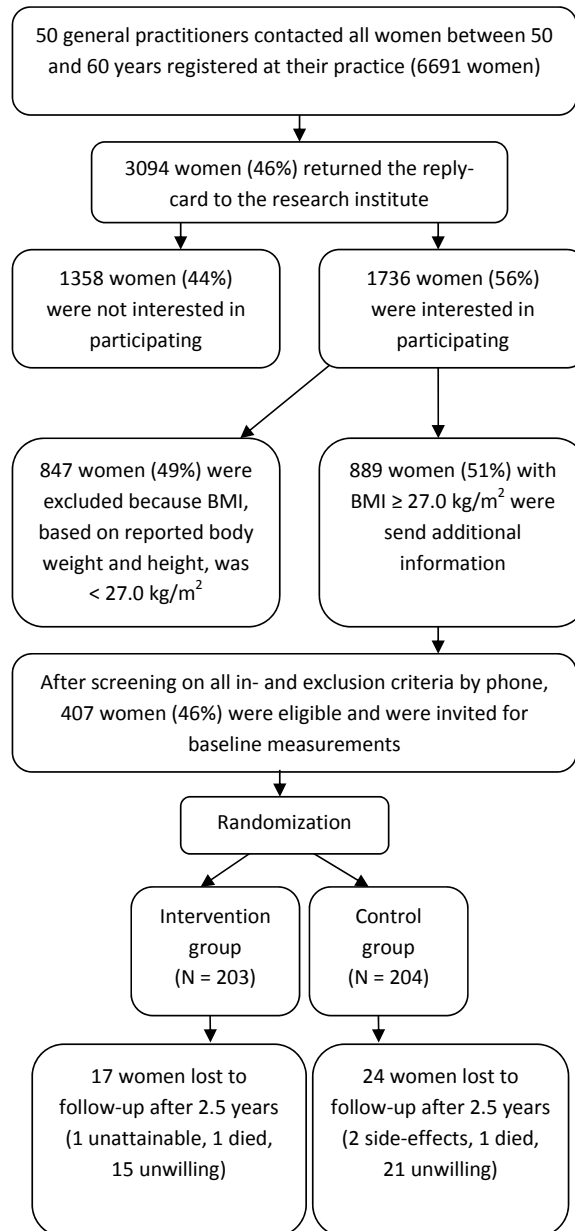 50 general practitioners contacted all women between 50
and 60 years registered at their practice (6691 women)
3094 women (46%) returned the reply-
card to the research institute
1358 women (44%)
were not interested in
participating
1736 women (56%)
were interested in
participating
847 women (49%) were
excluded because BMI,
based on reported body
weight and height, was
< 27.0 kg/m²
889 women (51%) with
BMI ≥ 27.0 kg/m² were
send additional
information
After screening on all in- and exclusion criteria by phone,
407 women (46%) were eligible and were invited for
baseline measurements
Randomization
Intervention
group
(N = 203)
Control
group
(N = 204)
17 women lost to
follow-up after 2.5 years
(1 unattainable, 1 died,
15 unwilling)
24 women lost to
follow-up after 2.5 years
(2 side-effects, 1 died,
21 unwilling)